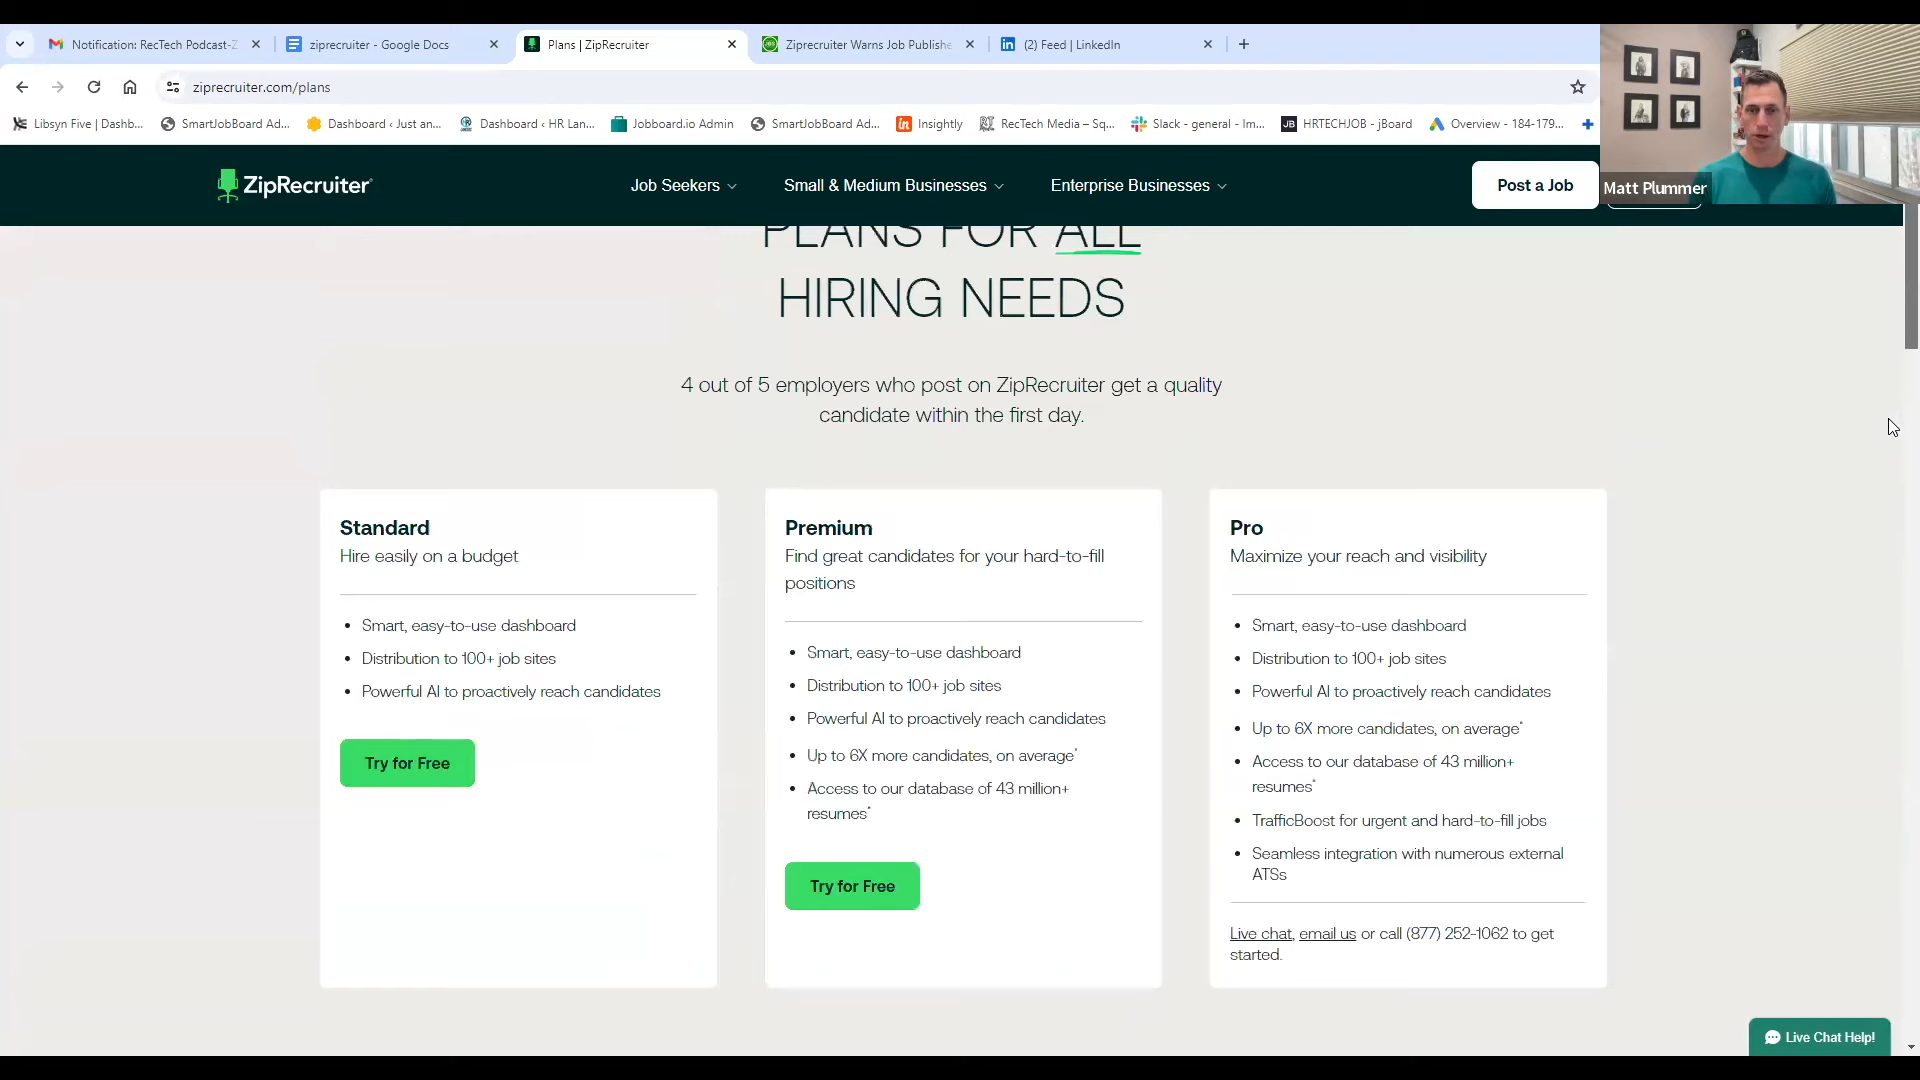 Notification: RecTech Podcast-Z
ziprecruiter - Google Docs
Plans | ZipRecruiter
Ziprecruiter Warns Job Publishe
(2) Feed | LinkedIn
ziprecruiter.com/plans
Libsyn Five | Dashb...
SmartJobBoard Ad...
Dashboard ‹ Just an...
Dashboard ‹ HR Lan...
Jobboard.io Admin
SmartJobBoard Ad...
Insightly
RecTech Media – Sq...
Slack - general - Im...
HRTECHJOB - jBoard
Overview - 184-179...
ZipRecruiter
Job Seekers
Small & Medium Businesses
Enterprise Businesses
Post a Job
Matt Plummer
PLANS FOR ALL
HIRING NEEDS
4 out of 5 employers who post on ZipRecruiter get a quality
candidate within the first day.
Standard
Hire easily on a budget
• Smart, easy-to-use dashboard
• Distribution to 100+ job sites
• Powerful AI to proactively reach candidates
Try for Free
Premium
Find great candidates for your hard-to-fill
positions
• Smart, easy-to-use dashboard
• Distribution to 100+ job sites
• Powerful AI to proactively reach candidates
• Up to 6X more candidates, on average*
• Access to our database of 43 million+
resumes*
Try for Free
Pro
Maximize your reach and visibility
• Smart, easy-to-use dashboard
• Distribution to 100+ job sites
• Powerful AI to proactively reach candidates
• Up to 6X more candidates, on average*
• Access to our database of 43 million+
resumes*
• TrafficBoost for urgent and hard-to-fill jobs
• Seamless integration with numerous external
ATSs
Live chat, email us or call (877) 252-1062 to get
started.
Live Chat Help!